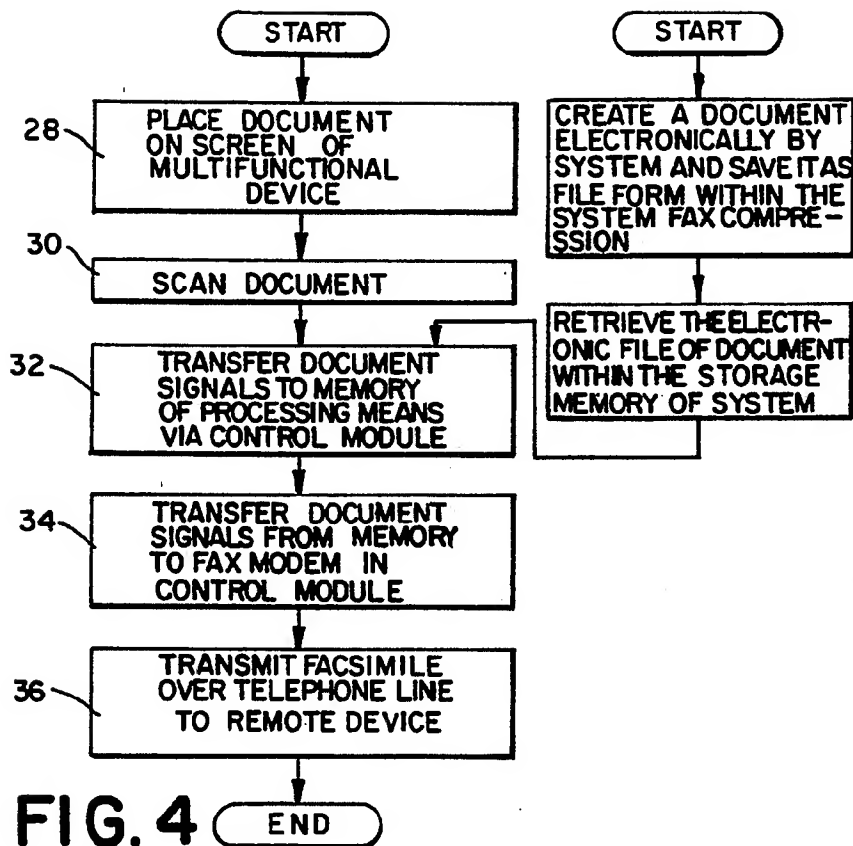 START
28
PLACE DOCUMENT
ON SCREEN OF
MULTIFUNCTIONAL
DEVICE
30
SCAN DOCUMENT
32
TRANSFER DOCUMENT
SIGNALS TO MEMORY
OF PROCESSING MEANS
VIA CONTROL MODULE
34
TRANSFER DOCUMENT
SIGNALS FROM MEMORY
TO FAX MODEM IN
CONTROL MODULE
36
TRANSMIT FACSIMILE
OVER TELEPHONE LINE
TO REMOTE DEVICE
END
START
CREATE A DOCUMENT
ELECTRONICALLY BY
SYSTEM AND SAVE IT AS
FILE FORM WITHIN THE
SYSTEM FAX COMPRE-
SSION
RETRIEVE THE ELECTR-
ONIC FILE OF DOCUMENT
WITHIN THE STORAGE
MEMORY OF SYSTEM
FIG. 4